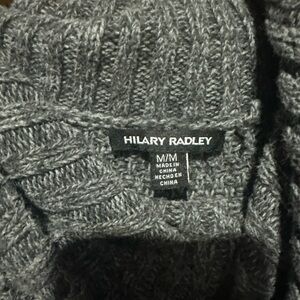 HILARY RADLEY
M/M
MADE IN
CHINA
HECHO EN
CHINA